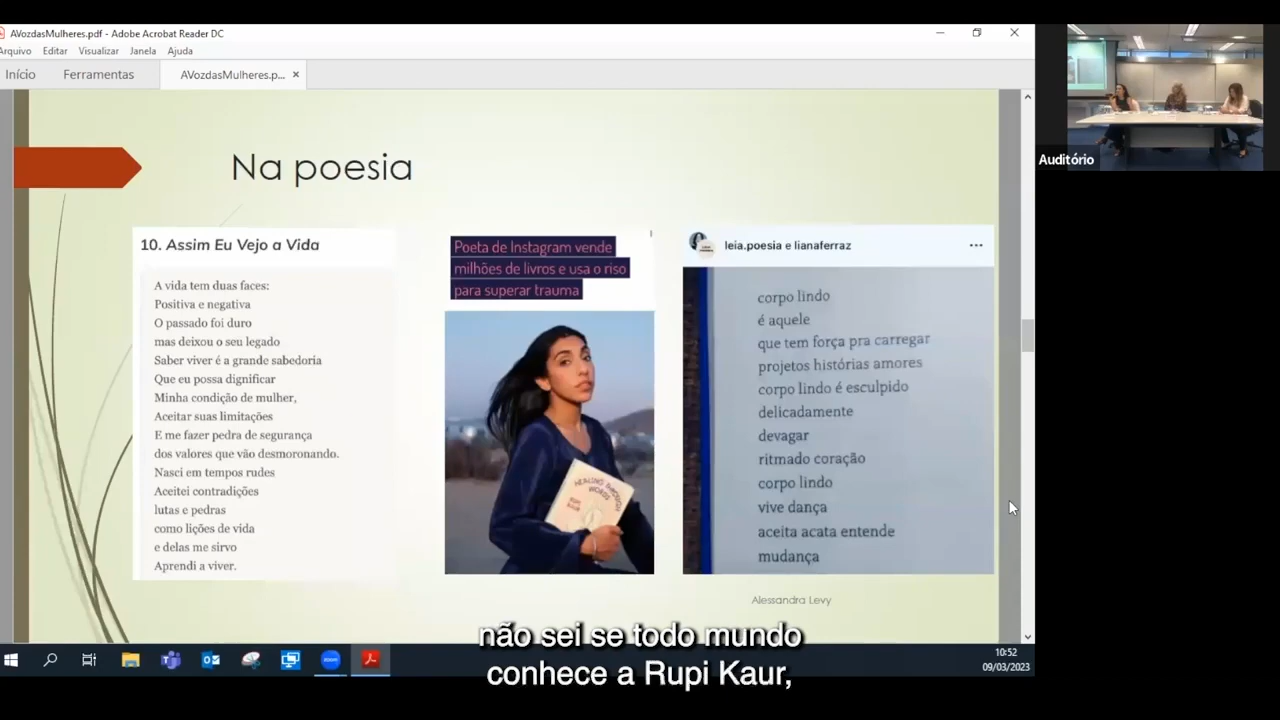 AVozdasMulheres.pdf - Adobe Acrobat Reader DC
Arquivo Editar Visualizar Janela Ajuda
Início Ferramentas AVozdasMulheres.p... ×
Auditório
Na poesia
10. Assim Eu Vejo a Vida
A vida tem duas faces:
Positiva e negativa
O passado foi duro
mas deixou o seu legado
Saber viver é a grande sabedoria
Que eu possa dignificar
Minha condição de mulher,
Aceitar suas limitações
E me fazer pedra de segurança
dos valores que vão desmoronando.
Nasci em tempos rudes
Aceitei contradições
lutas e pedras
como lições de vida
e delas me sirvo
Aprendi a viver.
Poeta de Instagram vende
milhões de livros e usa o riso
para superar trauma
HEALING THROUGH
WORDS
leia.poesia e lianaferraz
corpo lindo
é aquele
que tem força pra carregar
projetos histórias amores
corpo lindo é esculpido
delicadamente
devagar
ritmado coração
corpo lindo
vive dança
aceita acata entende
mudança
Alessandra Levy
não sei se todo mundo
conhece a Rupi Kaur,
10:52
09/03/2023